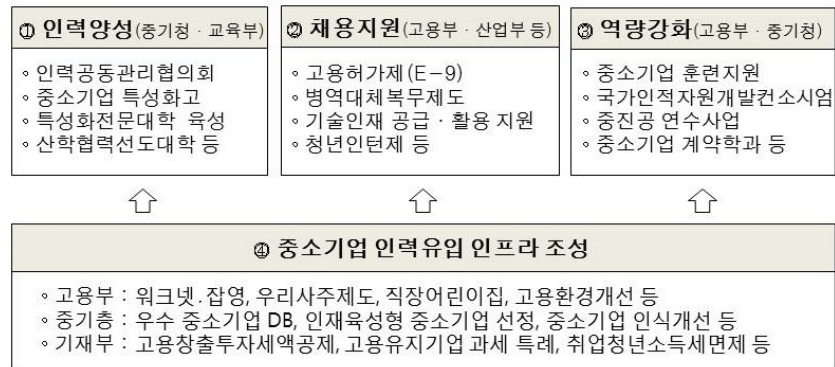 ① 인력양성(중기청 · 교육부)
◦ 인력공동관리협의회
◦ 중소기업 특성화고
◦ 특성화전문대학 육성
◦ 산학협력선도대학 등
② 채용지원(고용부 · 산업부 등)
◦ 고용허가제(E-9)
◦ 병역대체복무제도
◦ 기술인재 공급 · 활용 지원
◦ 청년인턴제 등
③ 역량강화(고용부 · 중기청)
◦ 중소기업 훈련지원
◦ 국가인적자원개발컨소시엄
◦ 중진공 연수사업
◦ 중소기업 계약학과 등
④ 중소기업 인력유입 인프라 조성
◦ 고용부 : 워크넷.잡영, 우리사주제도, 직장어린이집, 고용환경개선 등
◦ 중기층 : 우수 중소기업 DB, 인재육성형 중소기업 선정, 중소기업 인식개선 등
◦ 기재부 : 고용창출투자세액공제, 고용유지기업 과세 특례, 취업청년소득세면제 등